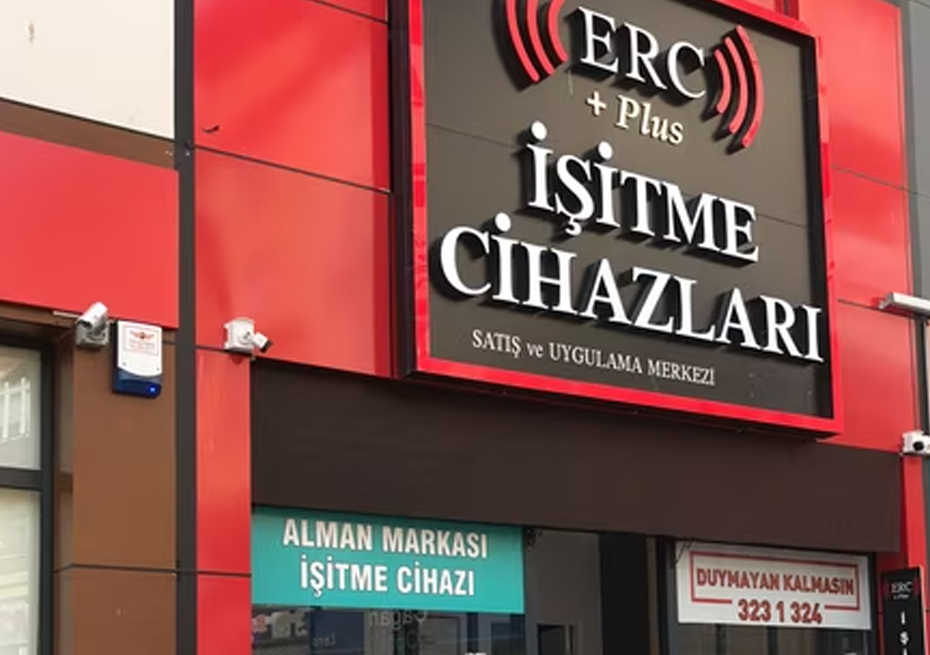 ERC
+ Plus
İŞİTME
CİHAZLARI
SATIŞ ve UYGULAMA MERKEZİ
ALMAN MARKASI
İŞİTME CİHAZI
DUYMAYAN KALMASIN
323 1 324
ERC
İ
Ş